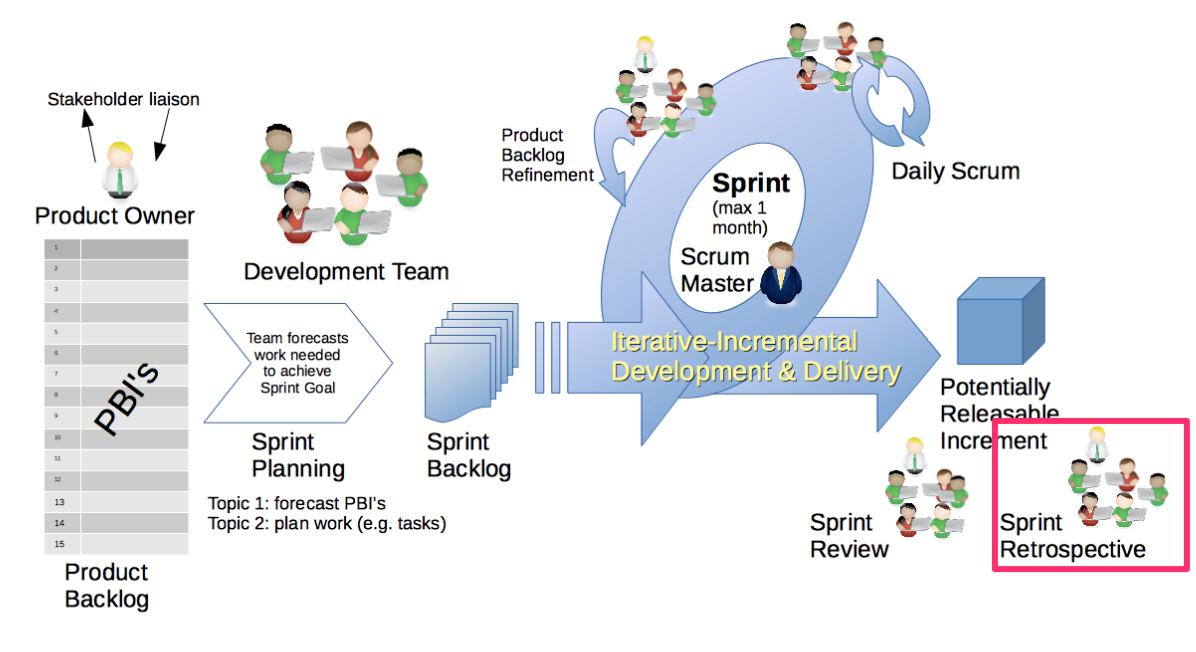 Stakeholder liaison
Product Owner
1
2
3
4
5
6
7
8
9
10
11
12
13
14
15
PBI's
Product
Backlog
Development Team
Team forecasts
work needed
to achieve
Sprint Goal
Sprint
Planning
Topic 1: forecast PBI's
Topic 2: plan work (e.g. tasks)
Sprint
Backlog
Product
Backlog
Refinement
Sprint
(max 1
month)
Scrum
Master
Daily Scrum
Iterative-Incremental
Development & Delivery
Potentially
Releasable
Increment
Sprint
Review
Sprint
Retrospective